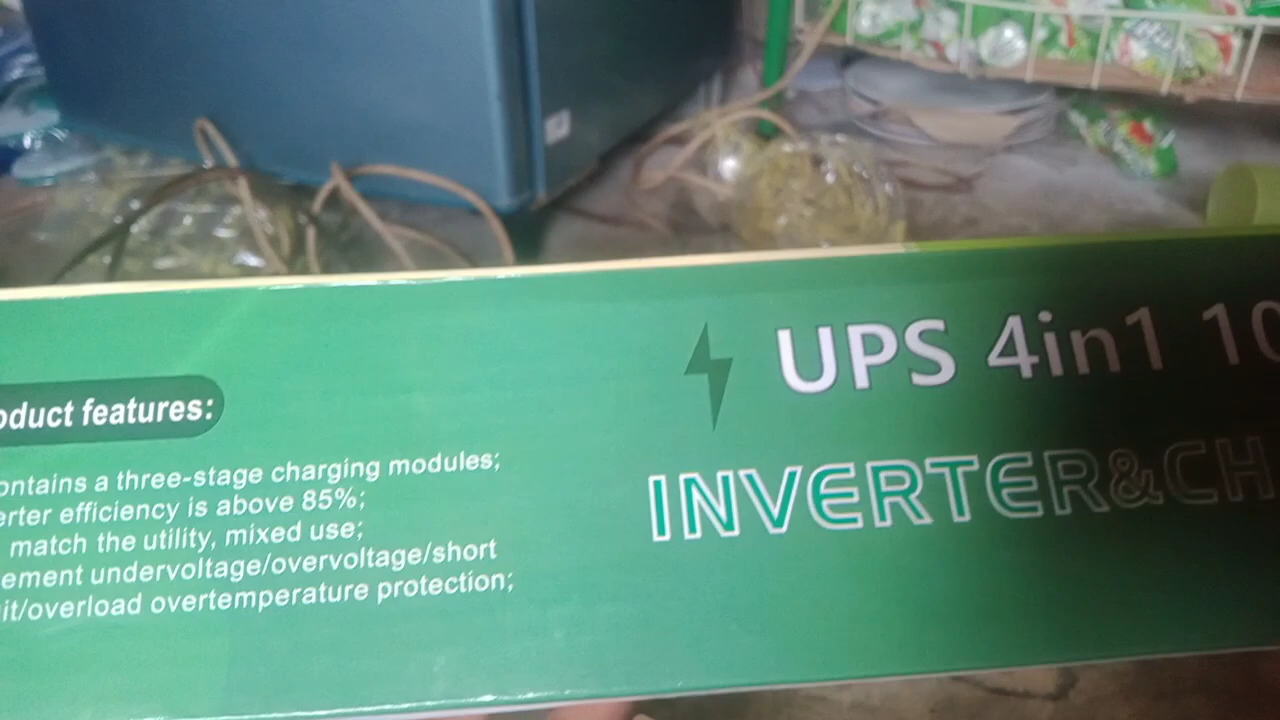 oduct features:
ontains a three-stage charging modules;
erter efficiency is above 85%;
match the utility, mixed use;
ement undervoltage/overvoltage/short
it/overload overtemperature protection;
UPS 4in1 10
INVERTER&CH